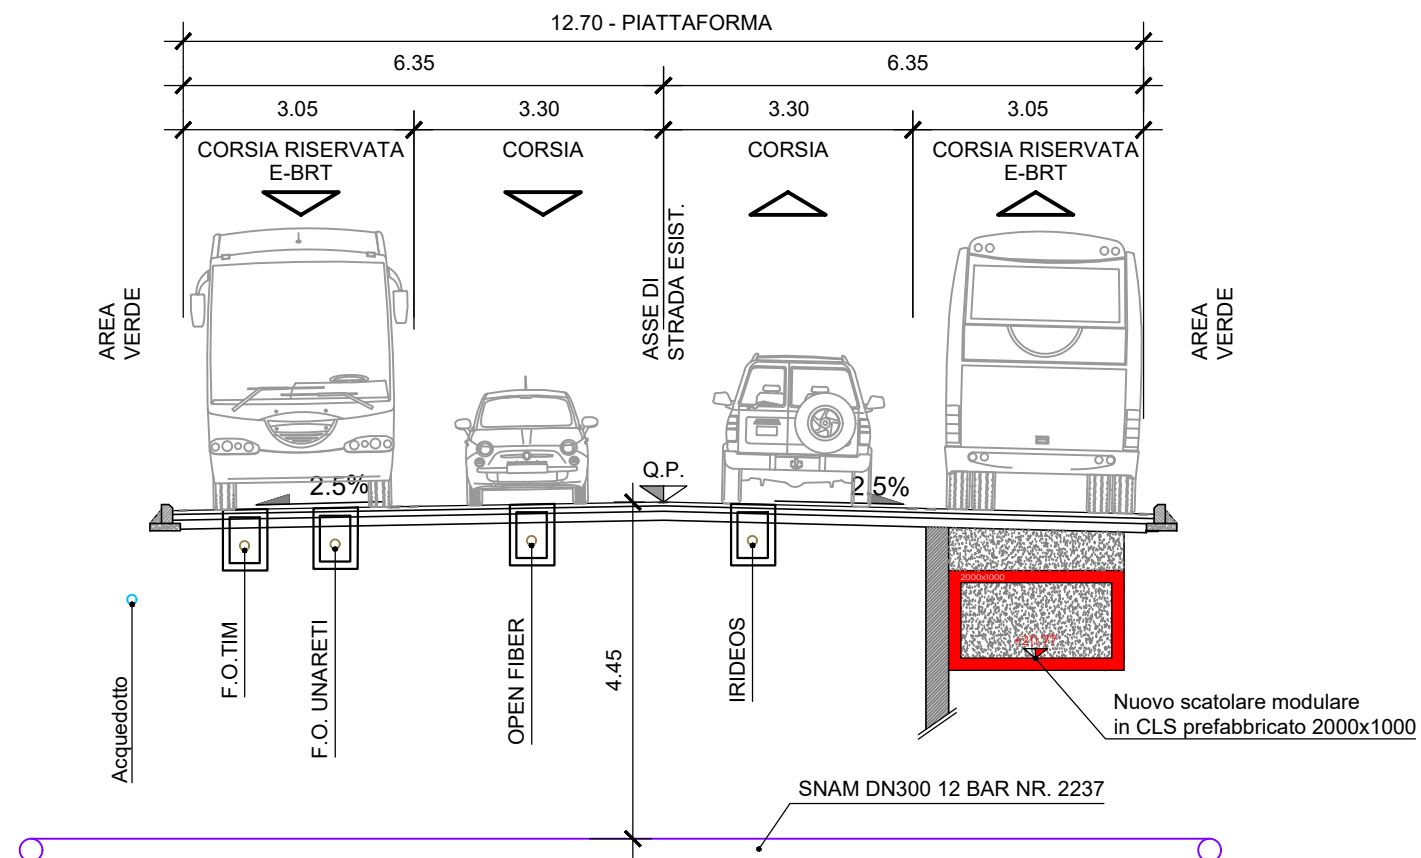 12.70 - PIATTAFORMA
6.35
6.35
3.05
3.30
3.30
3.05
CORSIA RISERVATA
E-BRT
CORSIA
CORSIA
CORSIA RISERVATA
E-BRT
AREA
VERDE
ASSE DI
STRADA ESIST.
AREA
VERDE
2.5%
Q.P.
2.5%
2000x1000
F.O.TIM
F.O. UNARETI
OPEN FIBER
4.45
IRIDEOS
Acquedotto
Nuovo scatolare modulare
in CLS prefabbricato 2000x1000
SNAM DN300 12 BAR NR. 2237